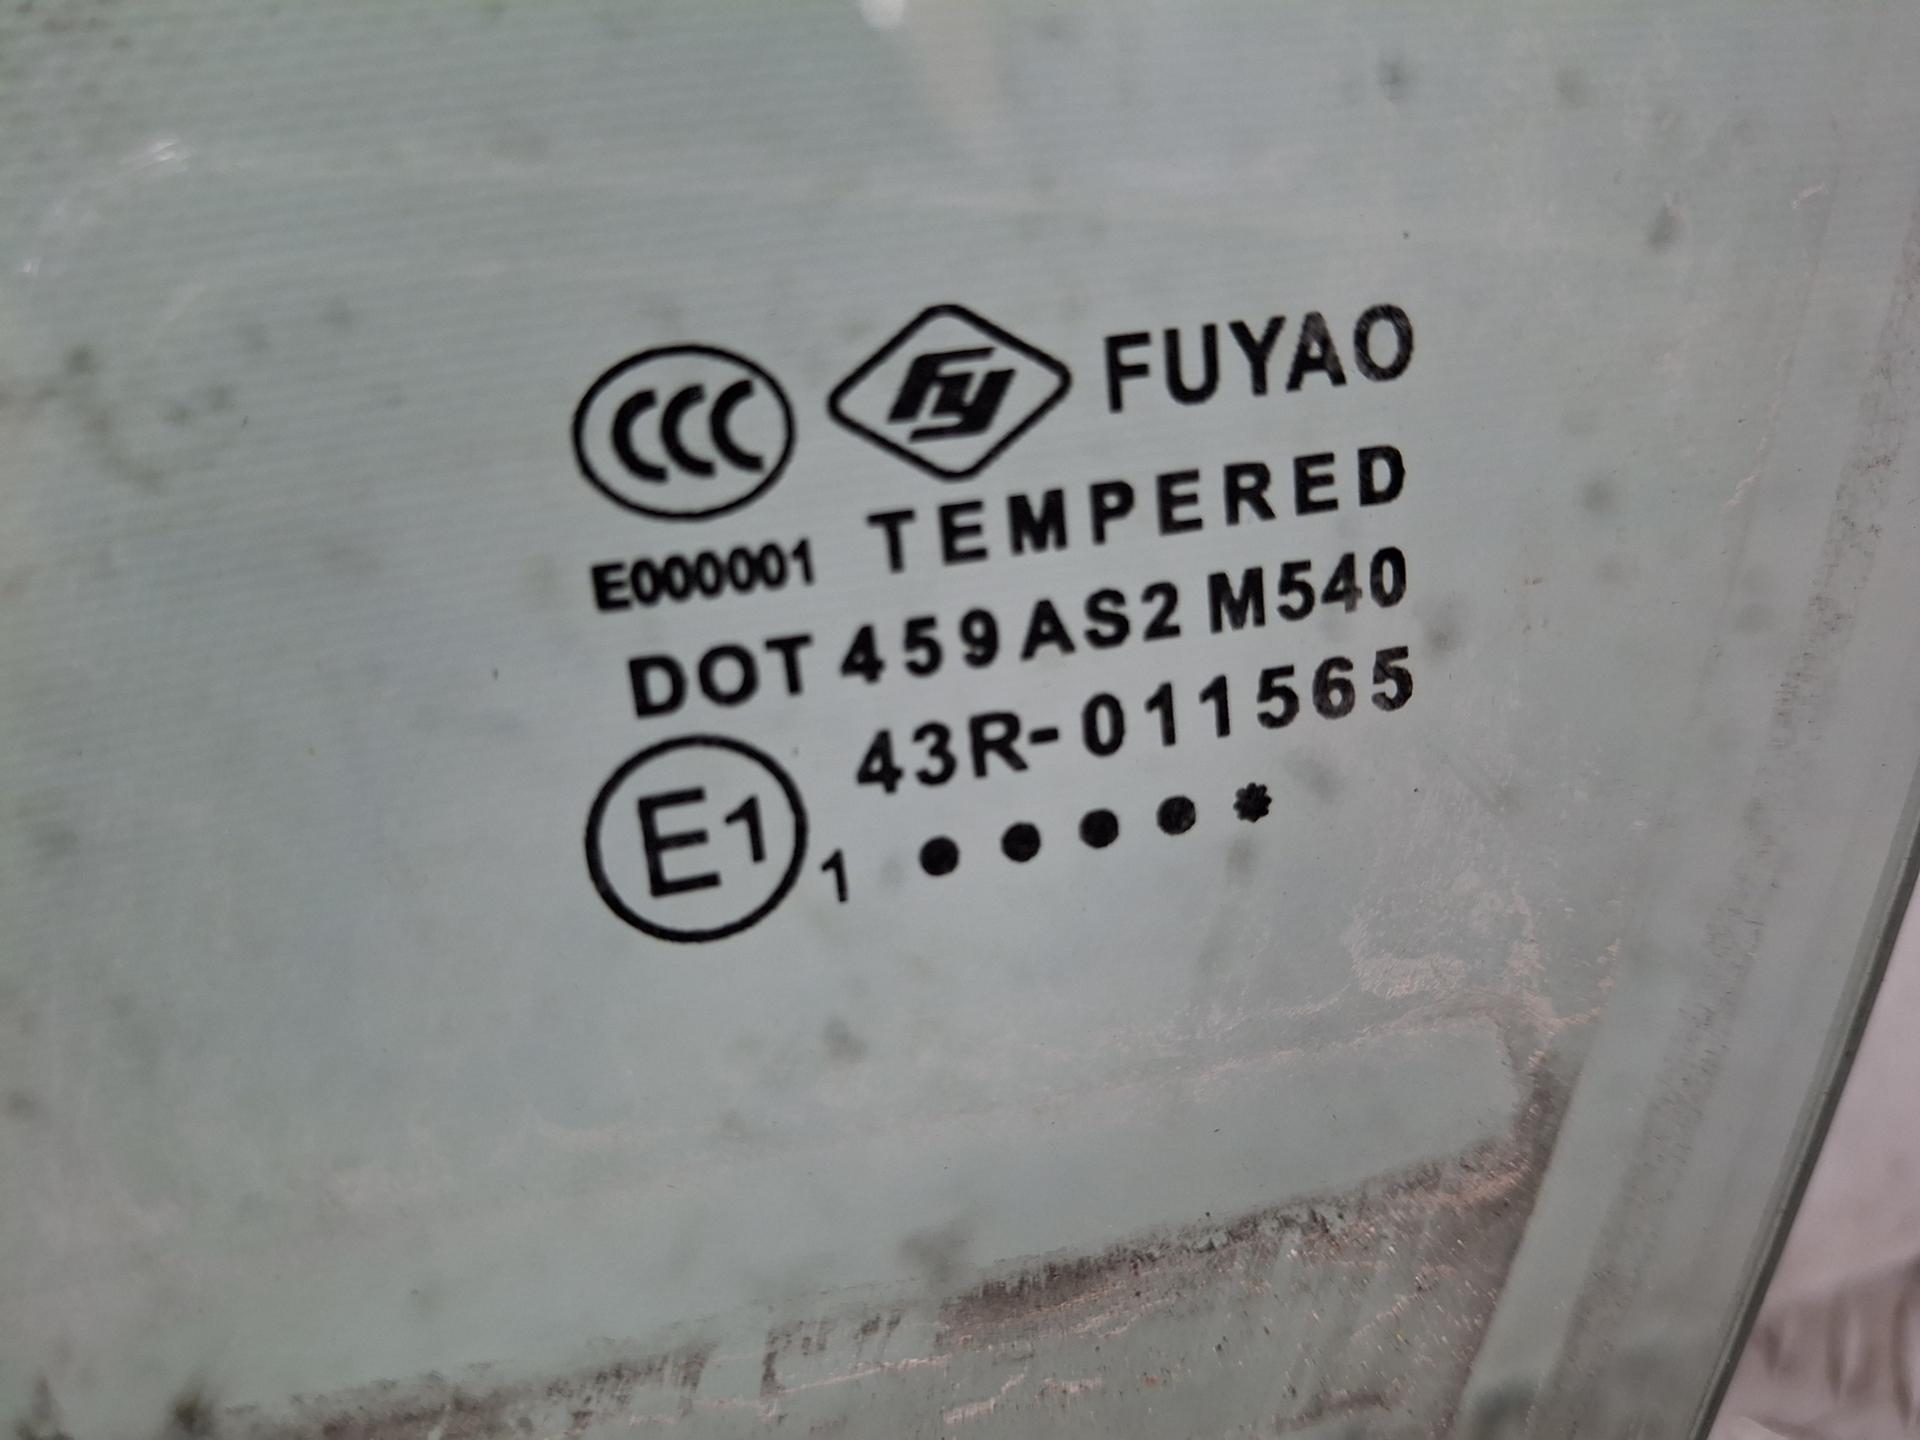 CCC fy FUYAO
E000001 TEMPERED
DOT 459 AS2 M540
43R-011565
E1 1 ● ● ● ● *